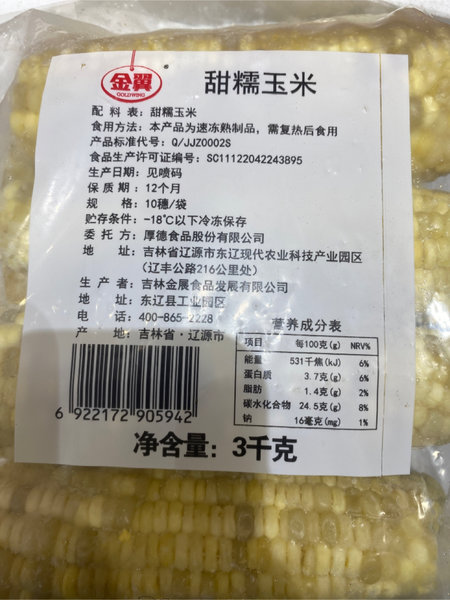 金翼
GOLDWING
甜糯玉米
配 料 表：甜糯玉米
食用方法：本产品为速冻熟制品，需复热后食用
产品标准代号：Q/JJZ0002S
食品生产许可证编号：SC11122042243895
生产日期：见喷码
保 质 期：12个月
规 格：10穗/袋
贮存条件：-18℃以下冷冻保存
委 托 方：厚德食品股份有限公司
地 址：吉林省辽源市东辽现代农业科技产业园区
（辽丰公路216公里处）
生 产 者：吉林金展食品发展有限公司
地 址：东辽县工业园区
电 话：400-865-2228
产 地：吉林省·辽源市
营养成分表
项目 每100克(g) NRV%
能量 531千焦(kJ) 6%
蛋白质 3.7克(g) 6%
脂肪 1.4克(g) 2%
碳水化合物 24.5克(g) 8%
钠 16毫克(mg) 1%
6 922172 905942
净含量：3千克